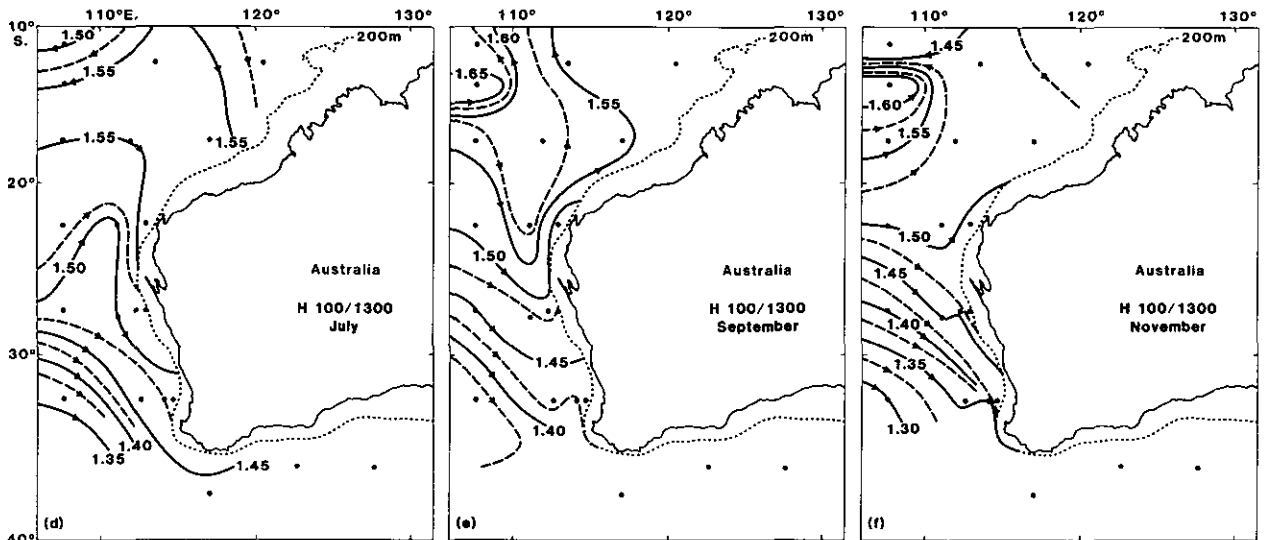 110°E. 120° 130°
10° S.
200m
1.50
1.55
1.55
1.55
20°
1.50
Australia
H 100/1300
July
30°
1.40
1.35
1.45
(d)
40°
110° 120° 130°
200m
1.60
1.65
1.55
1.50
Australia
H 100/1300
September
1.45
1.40
(e)
110° 120° 130°
1.45
200m
1.60
1.55
1.50
1.45
Australia
H 100/1300
November
1.40
1.35
1.30
(f)